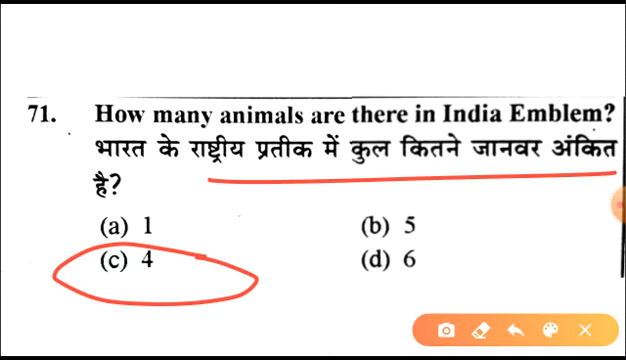 71. How many animals are there in India Emblem?
भारत के राष्ट्रीय प्रतीक में कुल कितने जानवर अंकित
है?
(a) 1 (b) 5
(c) 4 (d) 6